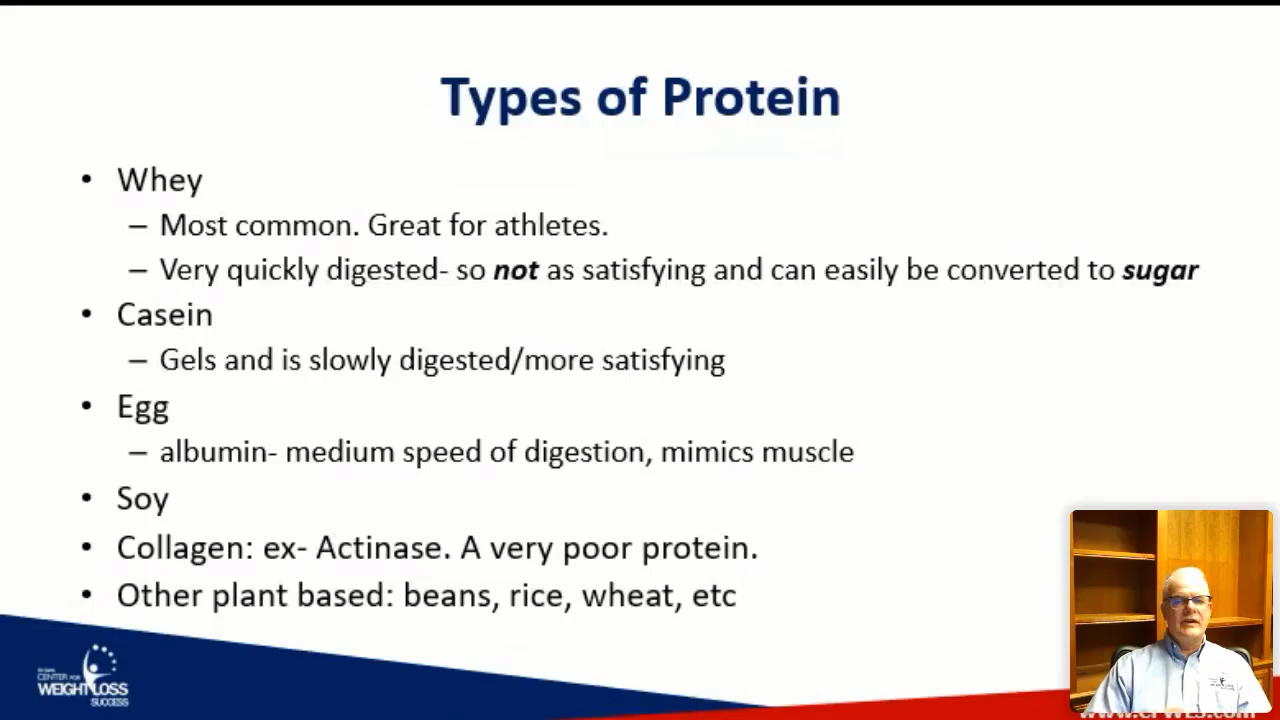 Types of Protein
• Whey
– Most common. Great for athletes.
– Very quickly digested- so not as satisfying and can easily be converted to sugar
• Casein
– Gels and is slowly digested/more satisfying
• Egg
– albumin- medium speed of digestion, mimics muscle
• Soy
• Collagen: ex- Actinase. A very poor protein.
• Other plant based: beans, rice, wheat, etc
CENTER FOR
WEIGHT LOSS
SUCCESS